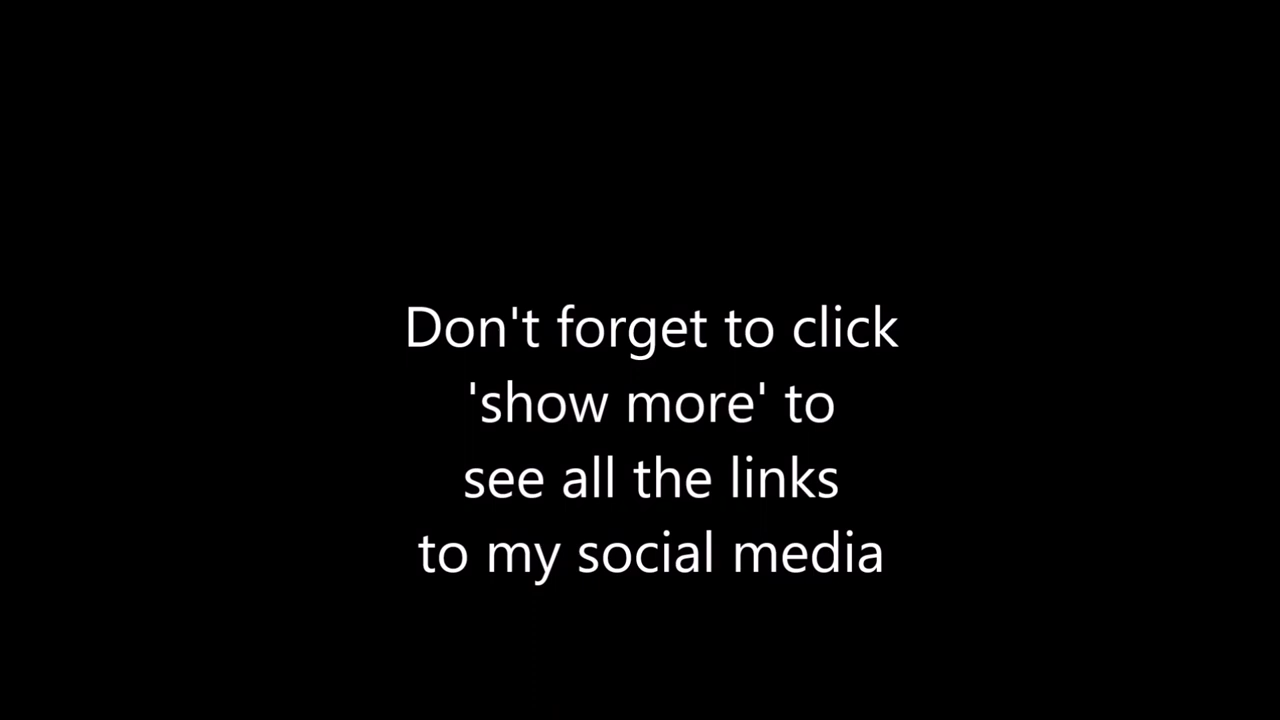 Don't forget to click
'show more' to
see all the links
to my social media